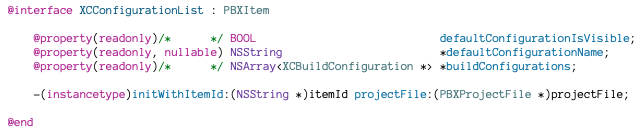 @interface XCConfigurationList : PBXItem
@property(readonly)/*      */ BOOL                       defaultConfigurationIsVisible;
@property(readonly, nullable) NSString                   *defaultConfigurationName;
@property(readonly)/*      */ NSArray<XCBuildConfiguration *> *buildConfigurations;
-(instancetype)initWithItemId:(NSString *)itemId projectFile:(PBXProjectFile *)projectFile;
@end